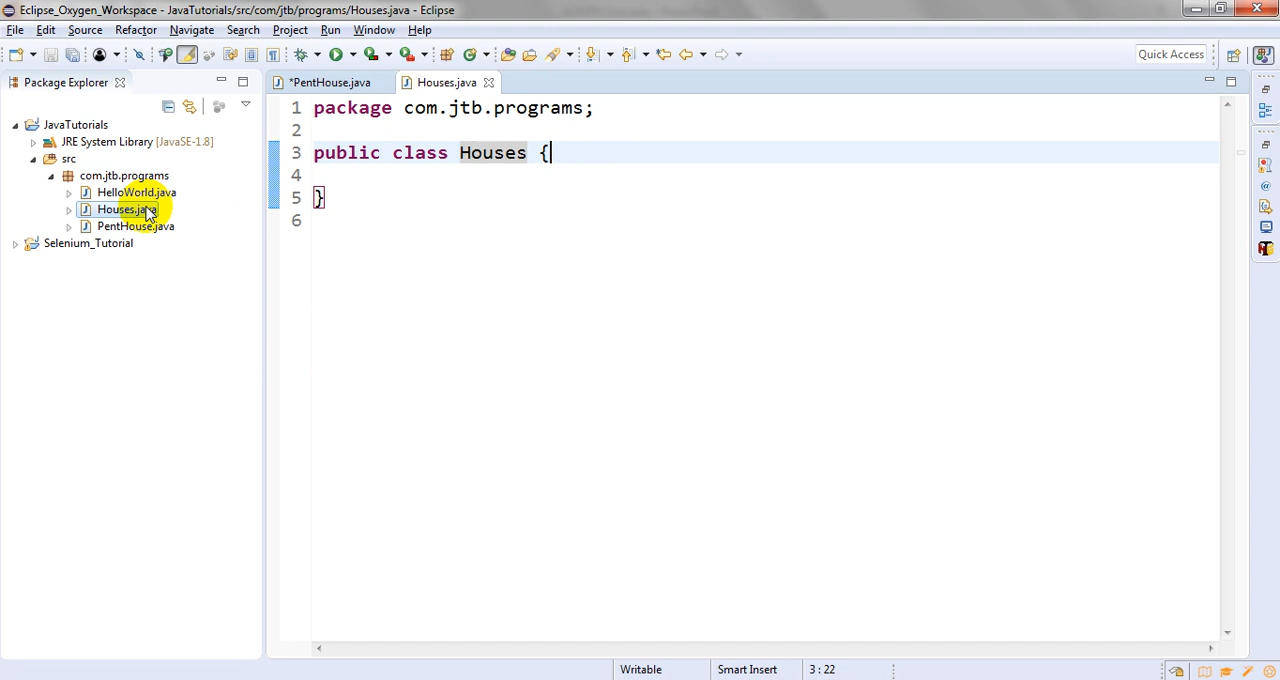 Eclipse_Oxygen_Workspace - JavaTutorials/src/com/jtb/programs/Houses.java - Eclipse
File Edit Source Refactor Navigate Search Project Run Window Help
Quick Access
Package Explorer
*PentHouse.java
Houses.java
JavaTutorials
JRE System Library [JavaSE-1.8]
src
com.jtb.programs
HelloWorld.java
Houses.java
PentHouse.java
Selenium_Tutorial
1 package com.jtb.programs;
2
3 public class Houses {
4
5 }
6
Writable Smart Insert 3 : 22